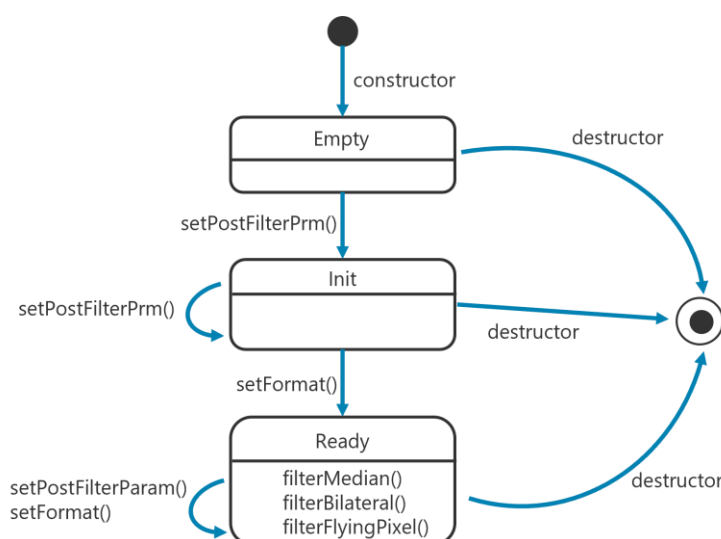 constructor
Empty
destructor
setPostFilterPrm()
Init
setPostFilterPrm()
destructor
setFormat()
Ready
filterMedian()
setPostFilterParam()
filterBilateral()
destructor
setFormat()
filterFlyingPixel()